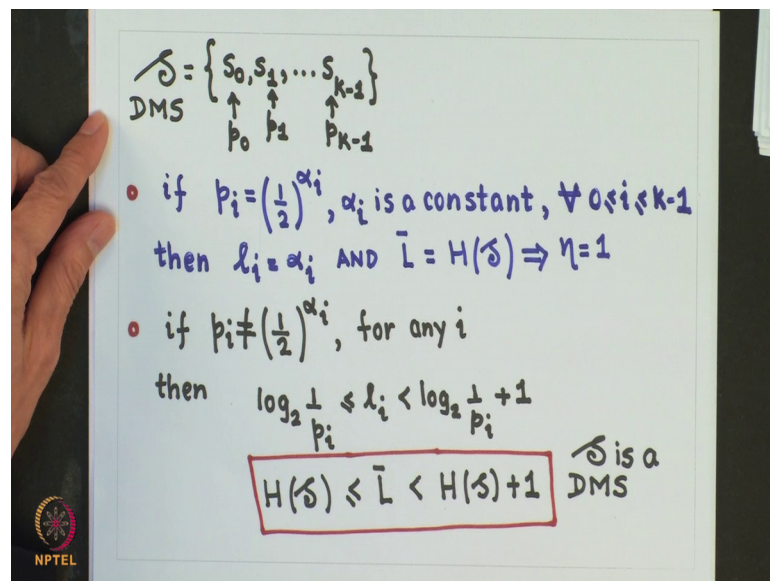 𝒮 = {S₀, S₁, ... S_{K-1}}
DMS ↑ ↑ ↑
p₀ p₁ p_{K-1}
if pᵢ = (1/2)^{αᵢ}, αᵢ is a constant, ∀ 0≤i≤K-1
then lᵢ = αᵢ AND L̄ = H(𝒮) ⇒ η = 1
if pᵢ ≠ (1/2)^{αᵢ}, for any i
then log₂ 1/pᵢ ≤ lᵢ < log₂ 1/pᵢ + 1
H(𝒮) ≤ L̄ < H(𝒮) + 1
𝒮 is a
DMS
NPTEL